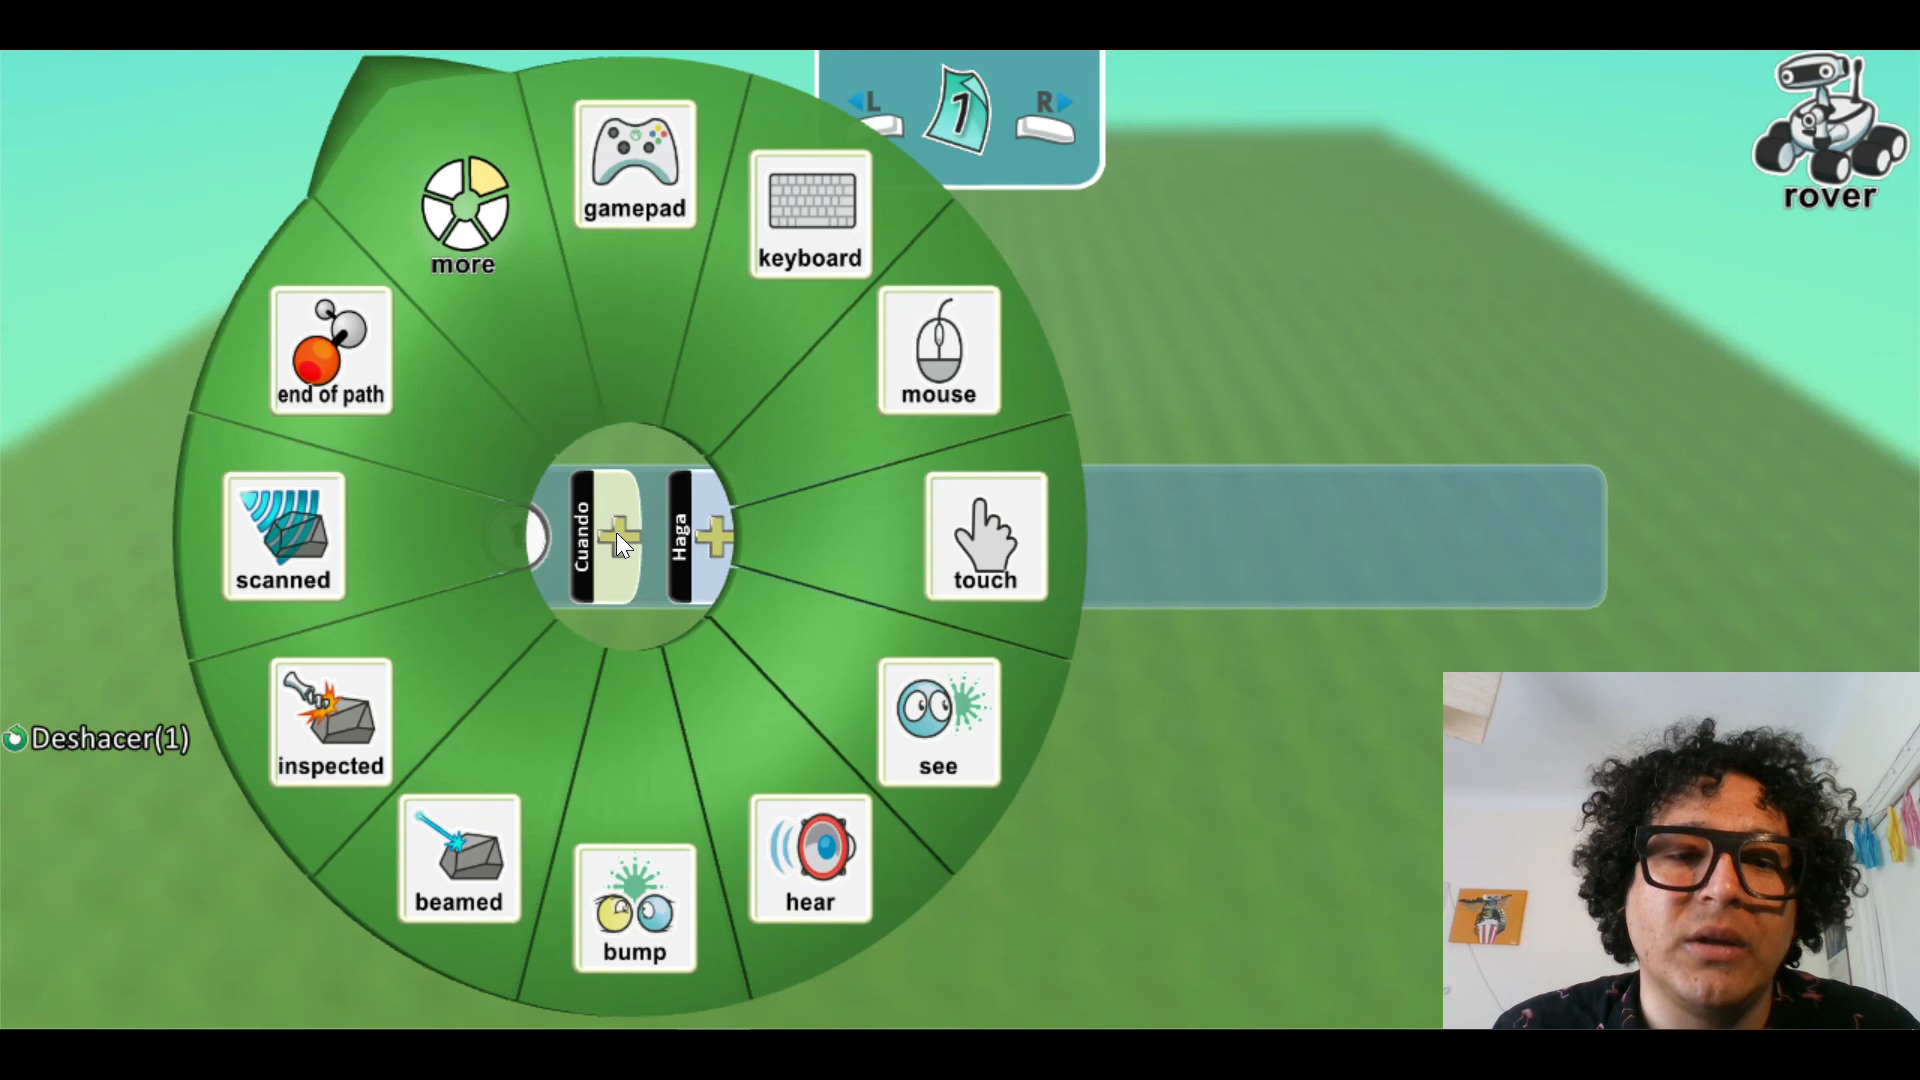 L
1
R
rover
gamepad
more
keyboard
end of path
mouse
scanned
Cuando
Haga
touch
inspected
see
Deshacer(1)
beamed
hear
bump